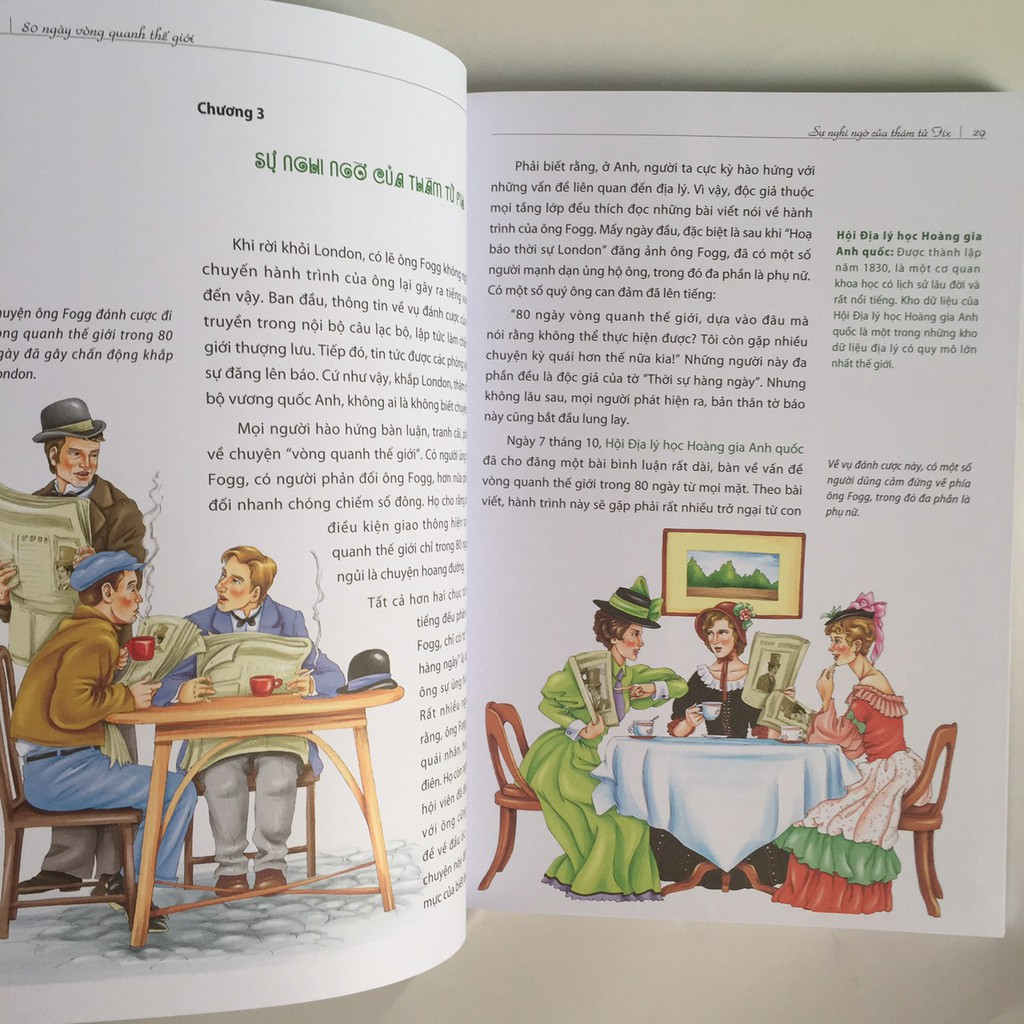 80 ngày vòng quanh thế giới
Chương 3
SỰ NGHI NGỜ CỦA THÁM TỬ
Khi rời khỏi London, có lẽ ông Fogg không
chuyến hành trình của ông lại gây ra tiếng
đến vậy. Ban đầu, thông tin về vụ đánh cược
truyền trong nội bộ câu lạc bộ, lập tức làm
giới thượng lưu. Tiếp đó, tin tức được các phóng
sự đăng lên báo. Cứ như vậy, khắp London,
bộ vương quốc Anh, không ai là không biết
Mọi người hào hứng bàn luận, tranh cãi,
về chuyện “vòng quanh thế giới”. Có người
Fogg, có người phản đối ông Fogg, hơn nữa
đối nhanh chóng chiếm số đông. Họ cho rằng
điều kiện giao thông hiện
quanh thế giới chỉ trong 80
ngủi là chuyện hoang đường.
Tất cả hơn hai chục
tiếng đều
Fogg, chỉ có
hàng ngày”
ông sự ủng
Rất nhiều
rằng, ông
quái nhân,
điên. Họ còn
hội viên đã
với ông
để về đầu
chuyện này
mực của
ông Fogg đánh cược đi
quanh thế giới trong 80
đã gây chấn động khắp
Sự nghi ngờ của thám tử Fix | 29
Phải biết rằng, ở Anh, người ta cực kỳ hào hứng với
những vấn đề liên quan đến địa lý. Vì vậy, độc giả thuộc
mọi tầng lớp đều thích đọc những bài viết nói về hành
trình của ông Fogg. Mấy ngày đầu, đặc biệt là sau khi “Hoạ
báo thời sự London” đăng ảnh ông Fogg, đã có một số
người mạnh dạn ủng hộ ông, trong đó đa phần là phụ nữ.
Có một số quý ông can đảm đã lên tiếng:
“80 ngày vòng quanh thế giới, dựa vào đâu mà
nói rằng không thể thực hiện được? Tôi còn gặp nhiều
chuyện kỳ quái hơn thế nữa kia!” Những người này đa
phần đều là độc giả của tờ “Thời sự hàng ngày”. Nhưng
không lâu sau, mọi người phát hiện ra, bản thân tờ báo
này cũng bắt đầu lung lay.
Ngày 7 tháng 10, Hội Địa lý học Hoàng gia Anh quốc
đã cho đăng một bài bình luận rất dài, bàn về vấn đề
vòng quanh thế giới trong 80 ngày từ mọi mặt. Theo bài
viết, hành trình này sẽ gặp phải rất nhiều trở ngại từ con
Hội Địa lý học Hoàng gia
Anh quốc: Được thành lập
năm 1830, là một cơ quan
khoa học có lịch sử lâu đời và
rất nổi tiếng. Kho dữ liệu của
Hội Địa lý học Hoàng gia Anh
quốc là một trong những kho
dữ liệu địa lý có quy mô lớn
nhất thế giới.
Về vụ đánh cược này, có một số
người dũng cảm đứng về phía
ông Fogg, trong đó đa phần là
phụ nữ.